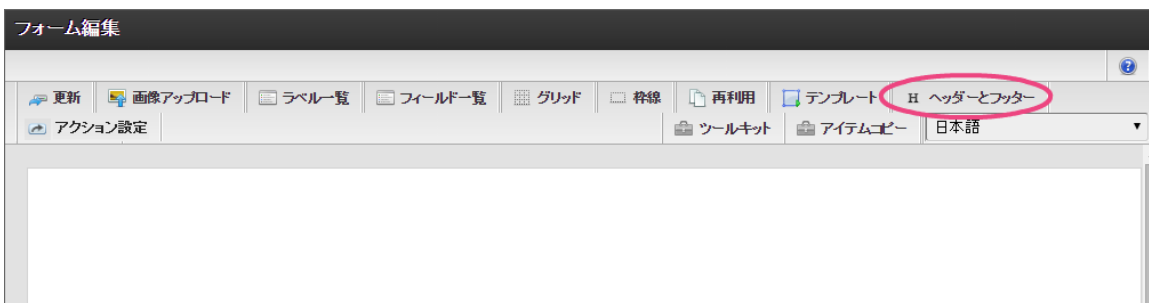 フォーム編集
更新 画像アップロード ラベル一覧 フィールド一覧 グリッド 枠線 再利用 テンプレート H ヘッダーとフッター
アクション設定 ツールキット アイテムコピー 日本語